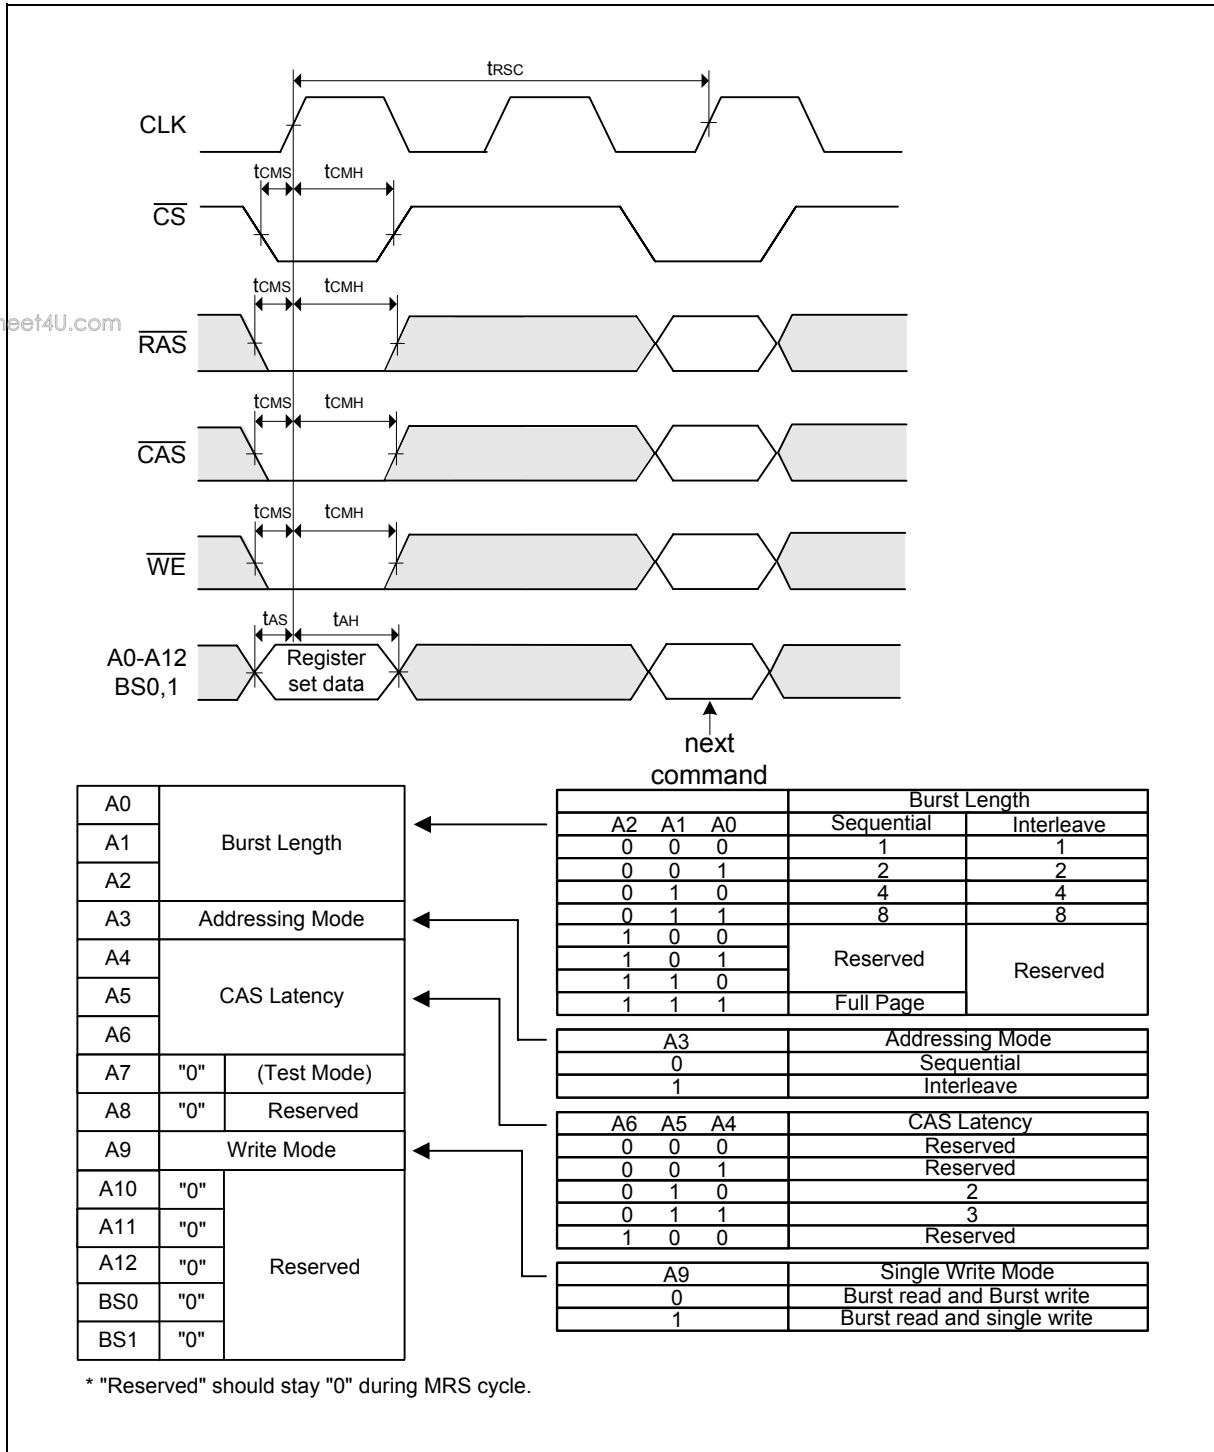 tRSC
CLK
tCMS tCMH
CS
tCMS tCMH
heet4U.com
RAS
tCMS tCMH
CAS
tCMS tCMH
WE
tAS tAH
A0-A12
BS0,1
Register
set data
next
command
A0
A1 Burst Length
A2
A3 Addressing Mode
A4
A5 CAS Latency
A6
A7 "0" (Test Mode)
A8 "0" Reserved
A9 Write Mode
A10 "0"
A11 "0"
A12 "0" Reserved
BS0 "0"
BS1 "0"
Burst Length
A2 A1 A0 Sequential Interleave
0 0 0 1 1
0 0 1 2 2
0 1 0 4 4
0 1 1 8 8
1 0 0
1 0 1 Reserved Reserved
1 1 0
1 1 1 Full Page
A3 Addressing Mode
0 Sequential
1 Interleave
A6 A5 A4 CAS Latency
0 0 0 Reserved
0 0 1 Reserved
0 1 0 2
0 1 1 3
1 0 0 Reserved
A9 Single Write Mode
0 Burst read and Burst write
1 Burst read and single write
* "Reserved" should stay "0" during MRS cycle.